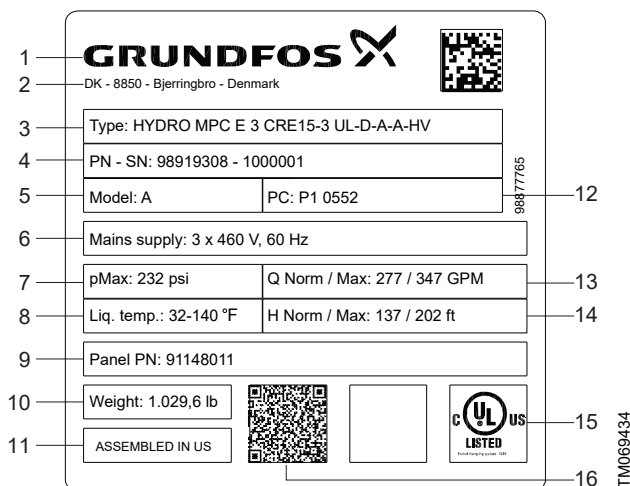 1 GRUNDFOS
2 DK - 8850 - Bjerringbro - Denmark
3 Type: HYDRO MPC E 3 CRE15-3 UL-D-A-A-HV
4 PN - SN: 98919308 - 1000001
5 Model: A PC: P1 0552 12
98877765
6 Mains supply: 3 x 460 V, 60 Hz
7 pMax: 232 psi Q Norm / Max: 277 / 347 GPM 13
8 Liq. temp.: 32-140 °F H Norm / Max: 137 / 202 ft 14
9 Panel PN: 91148011
10 Weight: 1.029,6 lb
C UL US 15
LISTED
11 ASSEMBLED IN US
16
TM069434